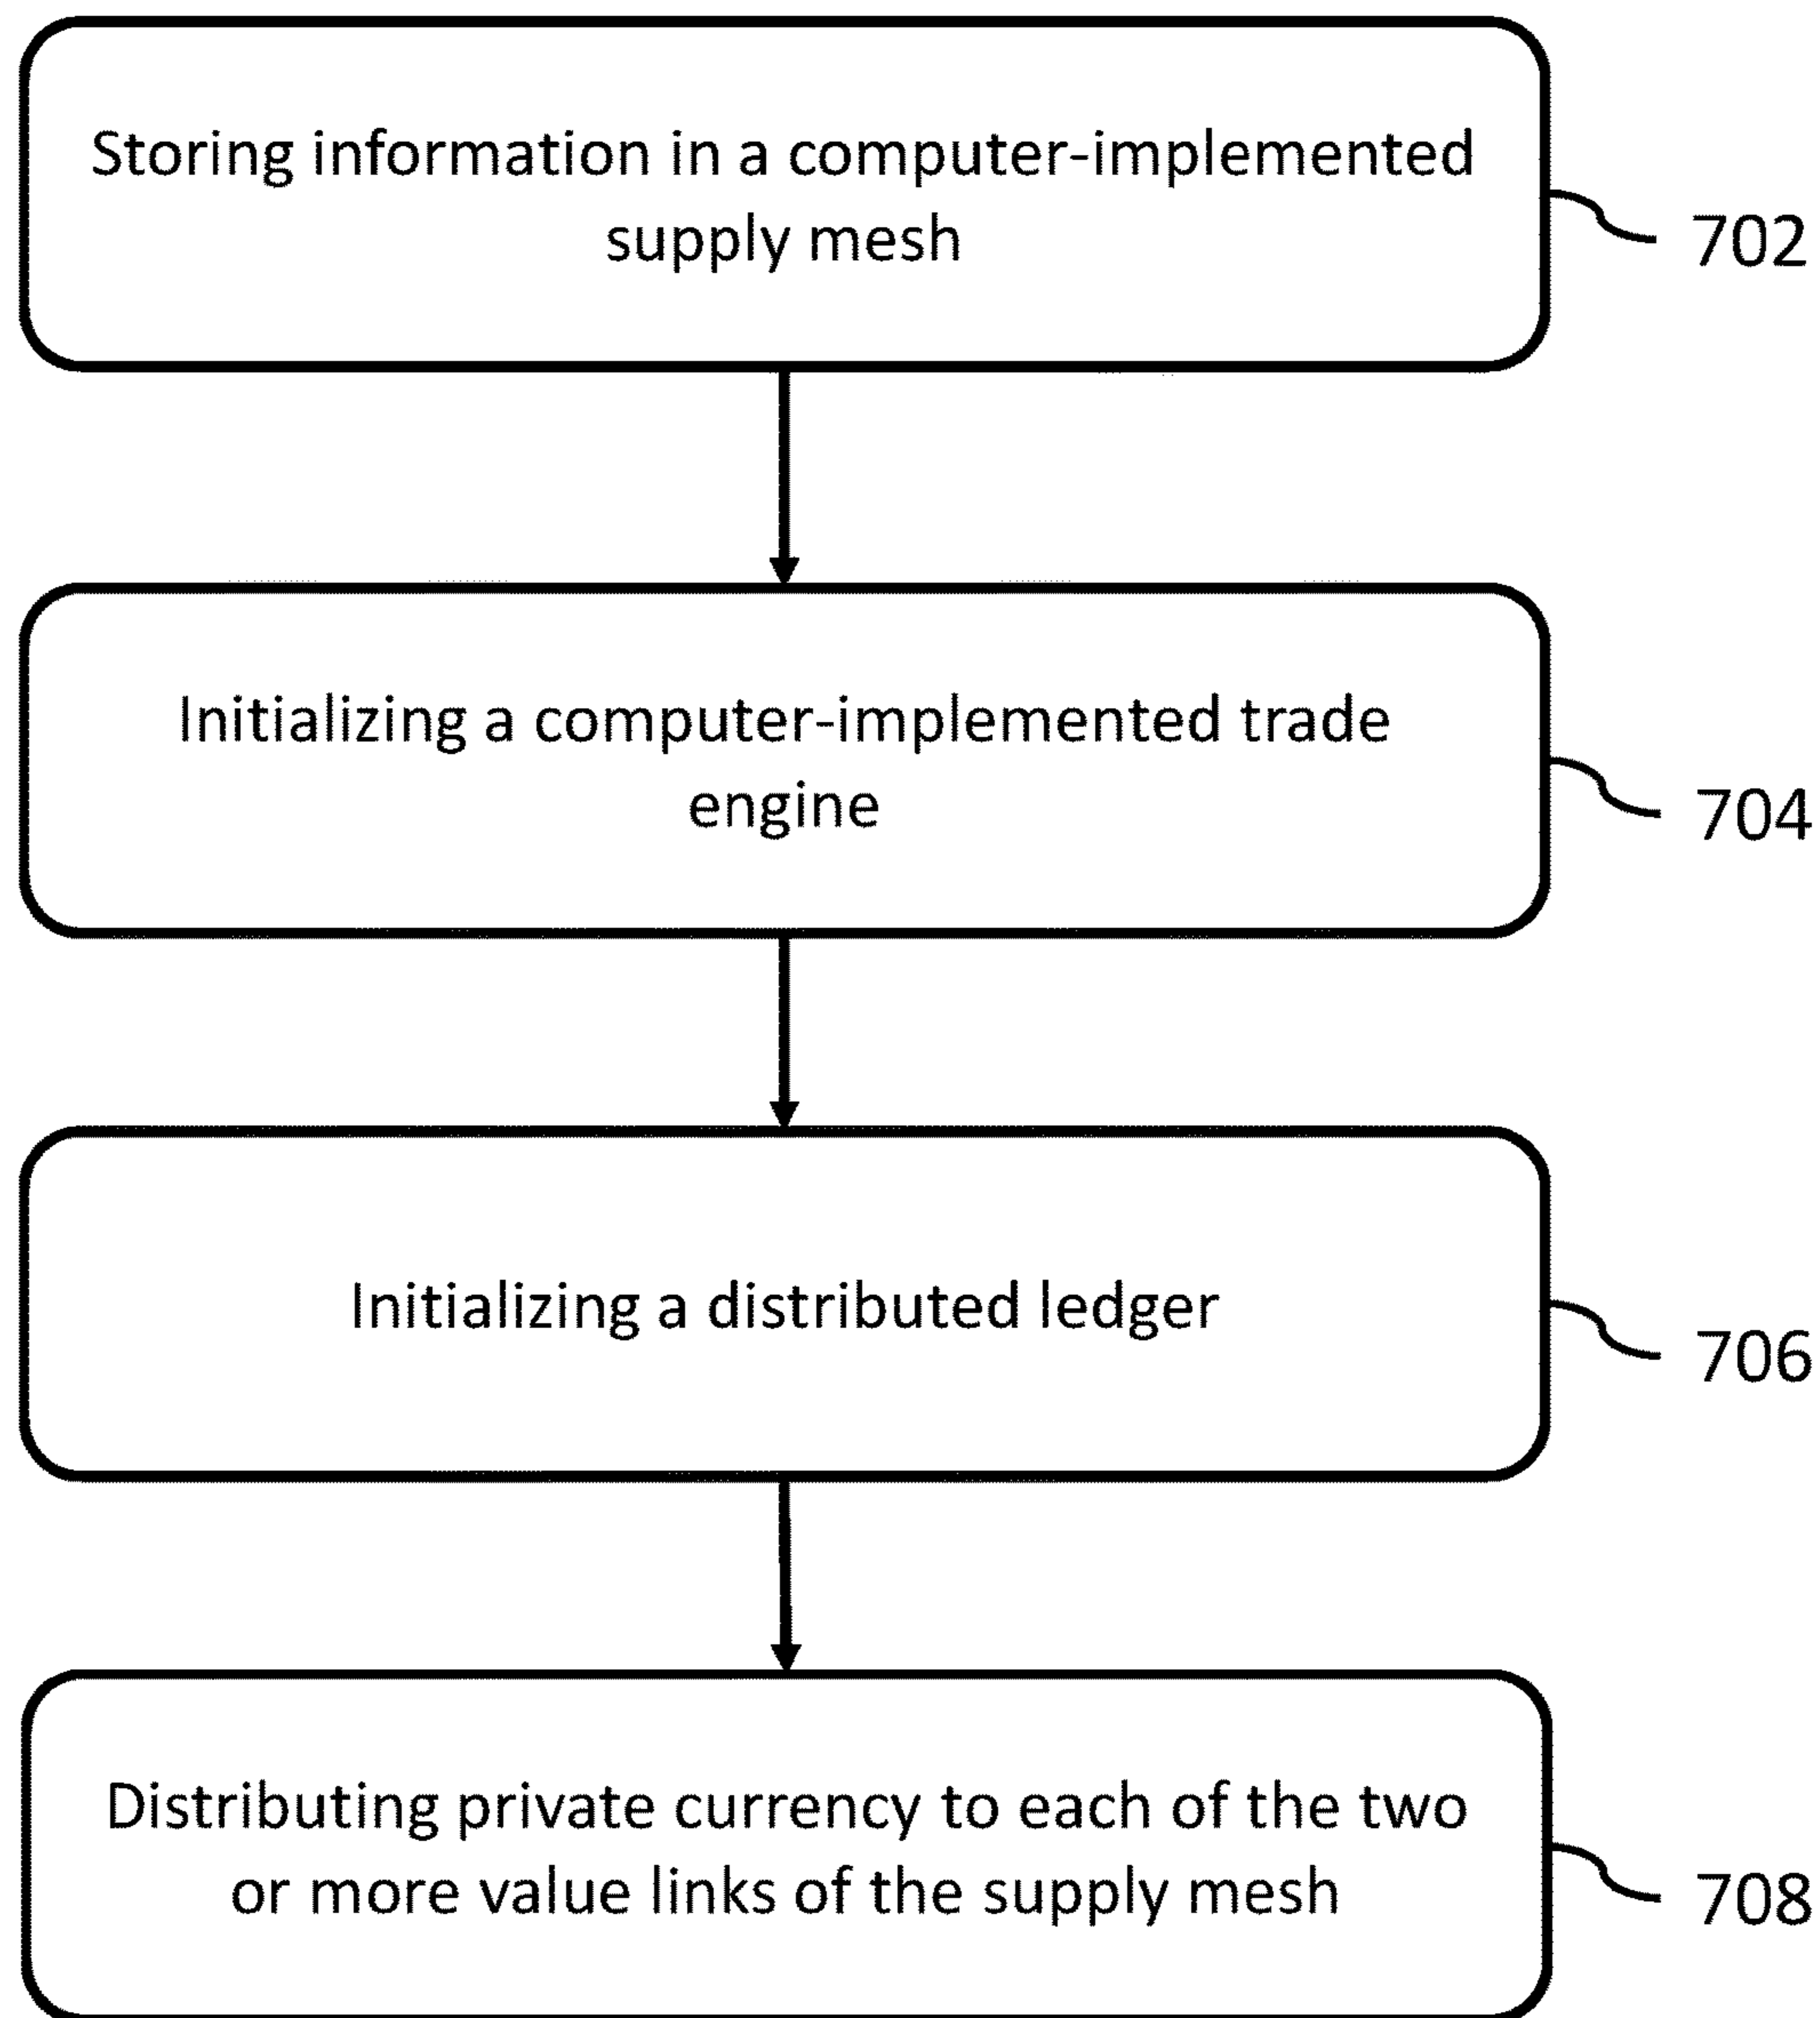 Storing information in a computer-implemented
supply mesh
702
Initializing a computer-implemented trade
engine
704
Initializing a distributed ledger
706
Distributing private currency to each of the two
or more value links of the supply mesh
708